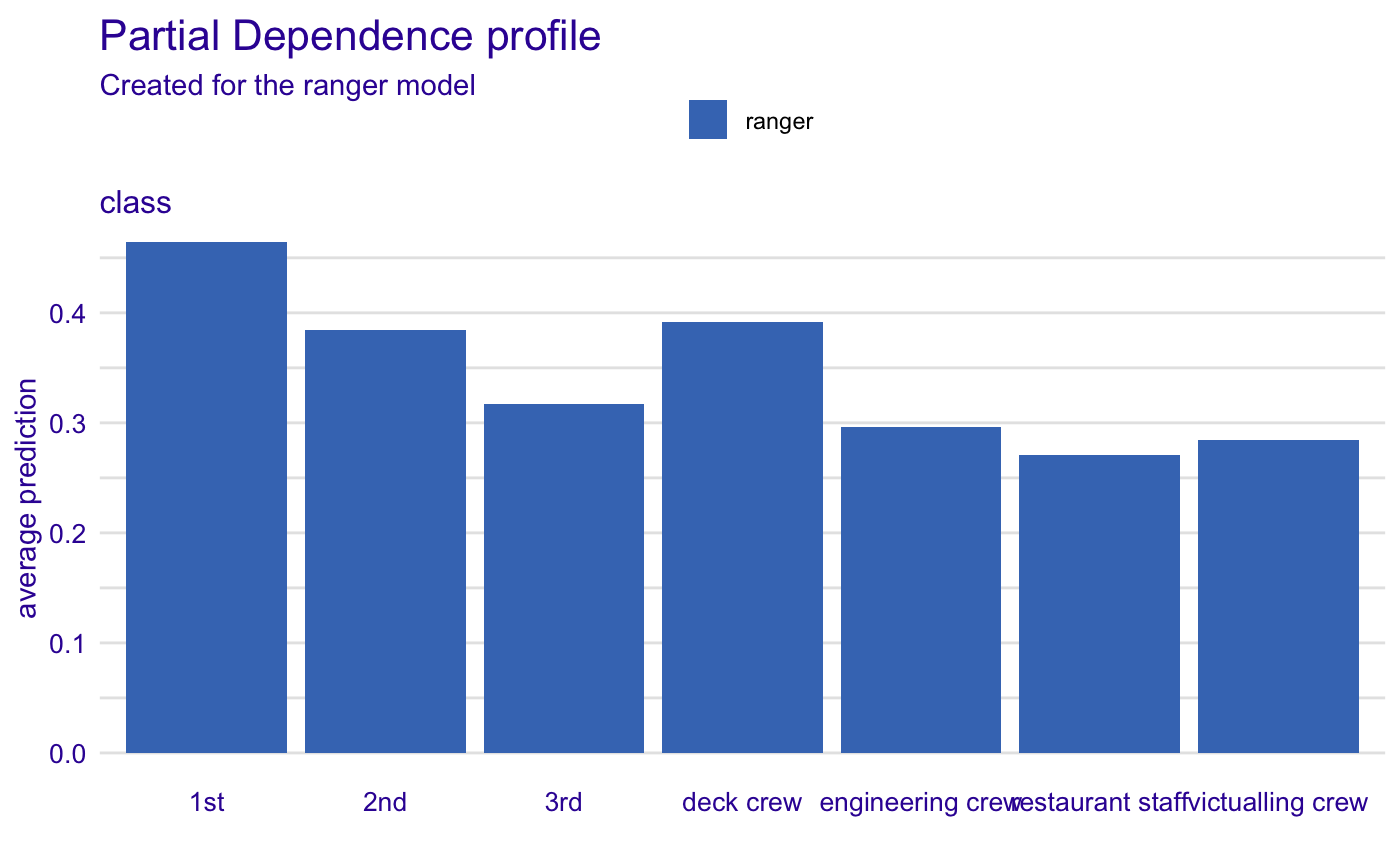 Partial Dependence profile
Created for the ranger model
ranger
class
average prediction
0.4
0.3
0.2
0.1
0.0
1st 2nd 3rd deck crew engineering crew restaurant staff victualling crew